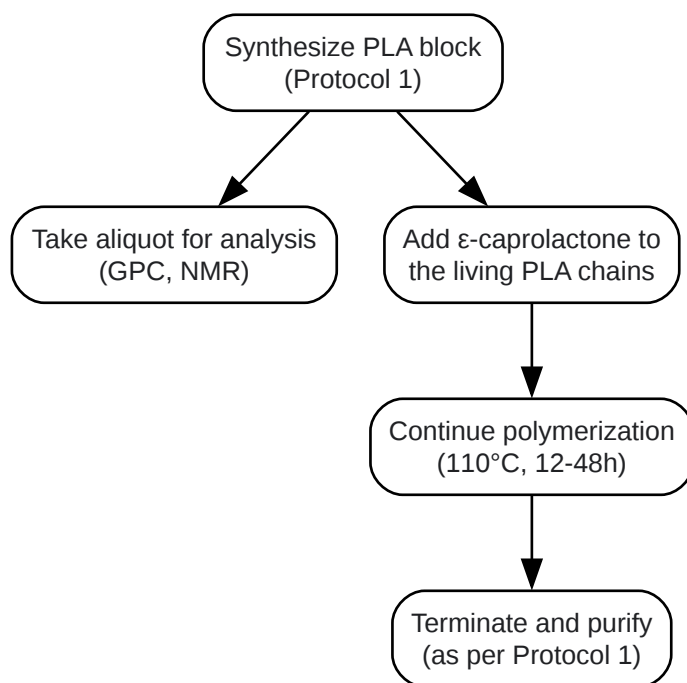 Synthesize PLA block
(Protocol 1)
Take aliquot for analysis
(GPC, NMR)
Add ε-caprolactone to
the living PLA chains
Continue polymerization
(110°C, 12-48h)
Terminate and purify
(as per Protocol 1)